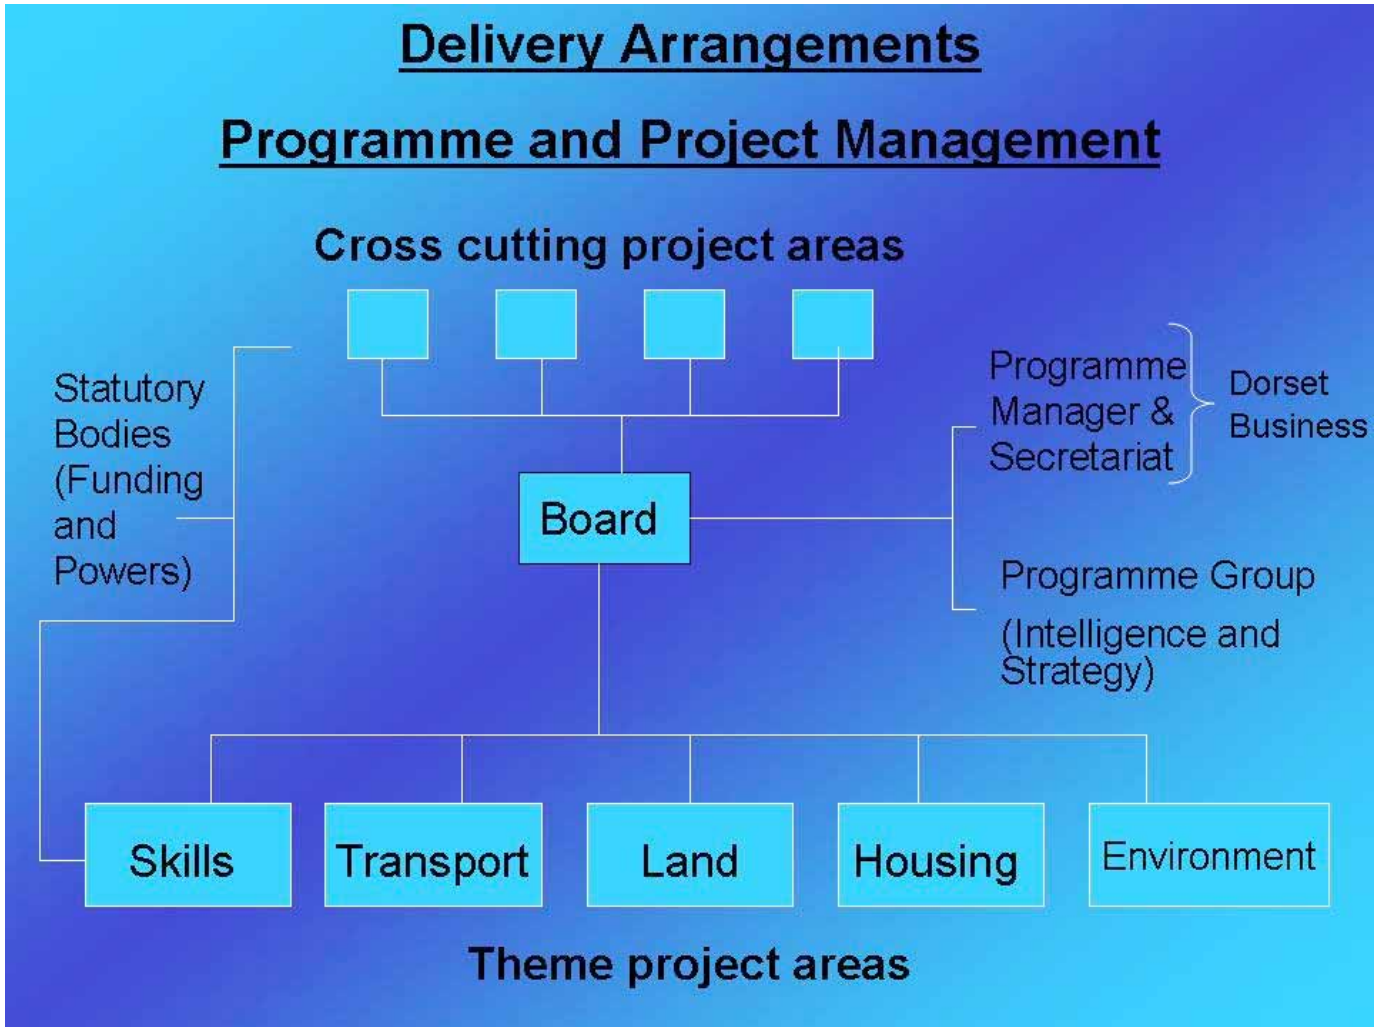 Delivery Arrangements
Programme and Project Management
Cross cutting project areas
Statutory
Bodies
(Funding
and
Powers)
Programme
Manager &
Secretariat
Dorset
Business
Board
Programme Group
(Intelligence and
Strategy)
Skills
Transport
Land
Housing
Environment
Theme project areas